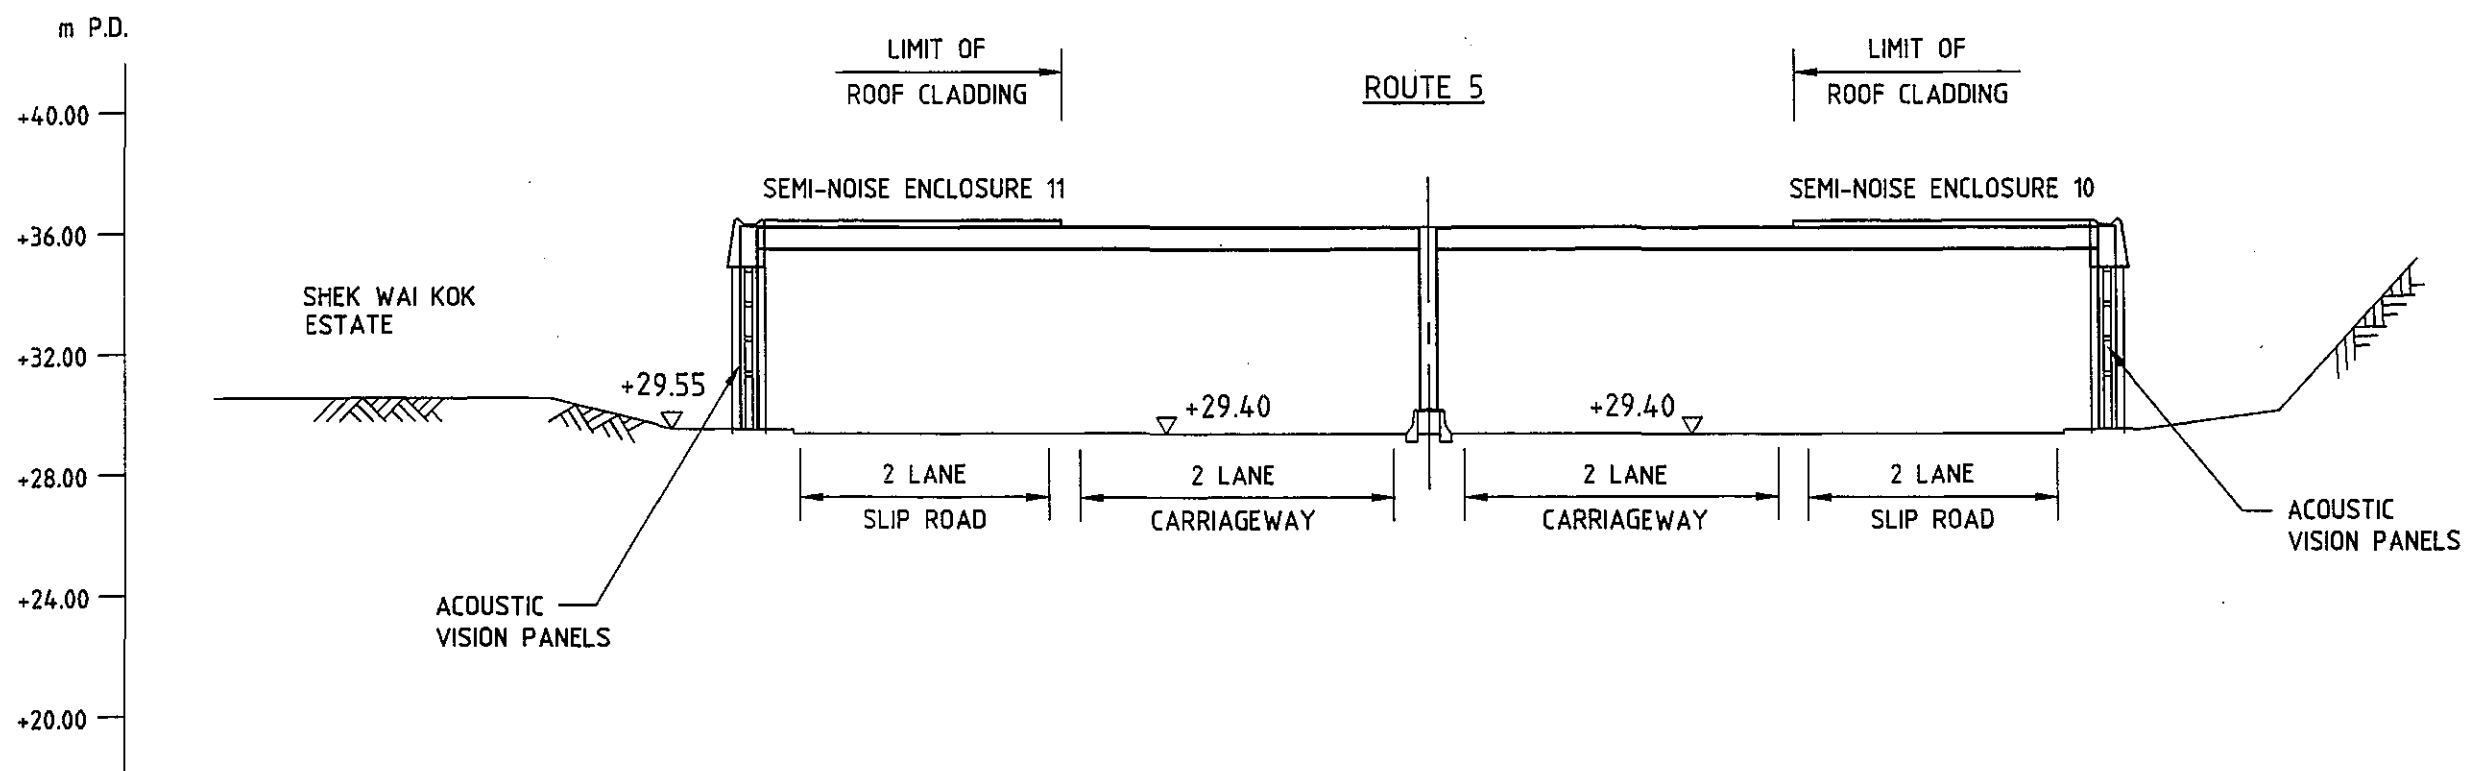 m P.D.
+40.00
+36.00
+32.00
+28.00
+24.00
+20.00
LIMIT OF
ROOF CLADDING
ROUTE 5
LIMIT OF
ROOF CLADDING
SEMI-NOISE ENCLOSURE 11
SEMI-NOISE ENCLOSURE 10
SHEK WAI KOK
ESTATE
+29.55
+29.40
+29.40
2 LANE
SLIP ROAD
2 LANE
CARRIAGEWAY
2 LANE
CARRIAGEWAY
2 LANE
SLIP ROAD
ACOUSTIC
VISION PANELS
ACOUSTIC
VISION PANELS